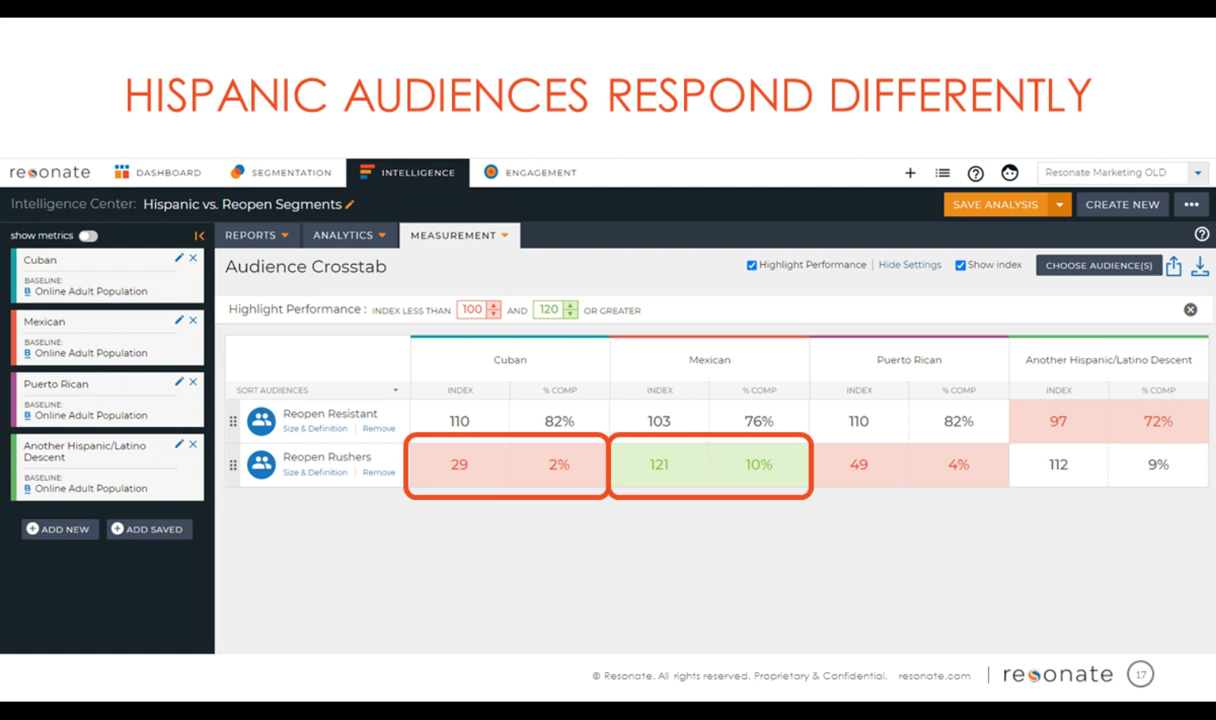 HISPANIC AUDIENCES RESPOND DIFFERENTLY
resonate DASHBOARD SEGMENTATION INTELLIGENCE ENGAGEMENT + Resonate Marketing OLD
Intelligence Center: Hispanic vs. Reopen Segments SAVE ANALYSIS CREATE NEW •••
show metrics REPORTS ANALYTICS MEASUREMENT
Audience Crosstab Highlight Performance | Hide Settings Show index CHOOSE AUDIENCE(S)
Highlight Performance : INDEX LESS THAN 100 AND 120 OR GREATER
Cuban
BASELINE:
Online Adult Population
Mexican
BASELINE:
Online Adult Population
Puerto Rican
BASELINE:
Online Adult Population
Another Hispanic/Latino
Descent
BASELINE:
Online Adult Population
ADD NEW ADD SAVED
Cuban Mexican Puerto Rican Another Hispanic/Latino Descent
SORT AUDIENCES INDEX % COMP INDEX % COMP INDEX % COMP INDEX % COMP
Reopen Resistant 110 82% 103 76% 110 82% 97 72%
Size & Definition | Remove
Reopen Rushers 29 2% 121 10% 49 4% 112 9%
Size & Definition | Remove
© Resonate. All rights reserved. Proprietary & Confidential. resonate.com | resonate 17